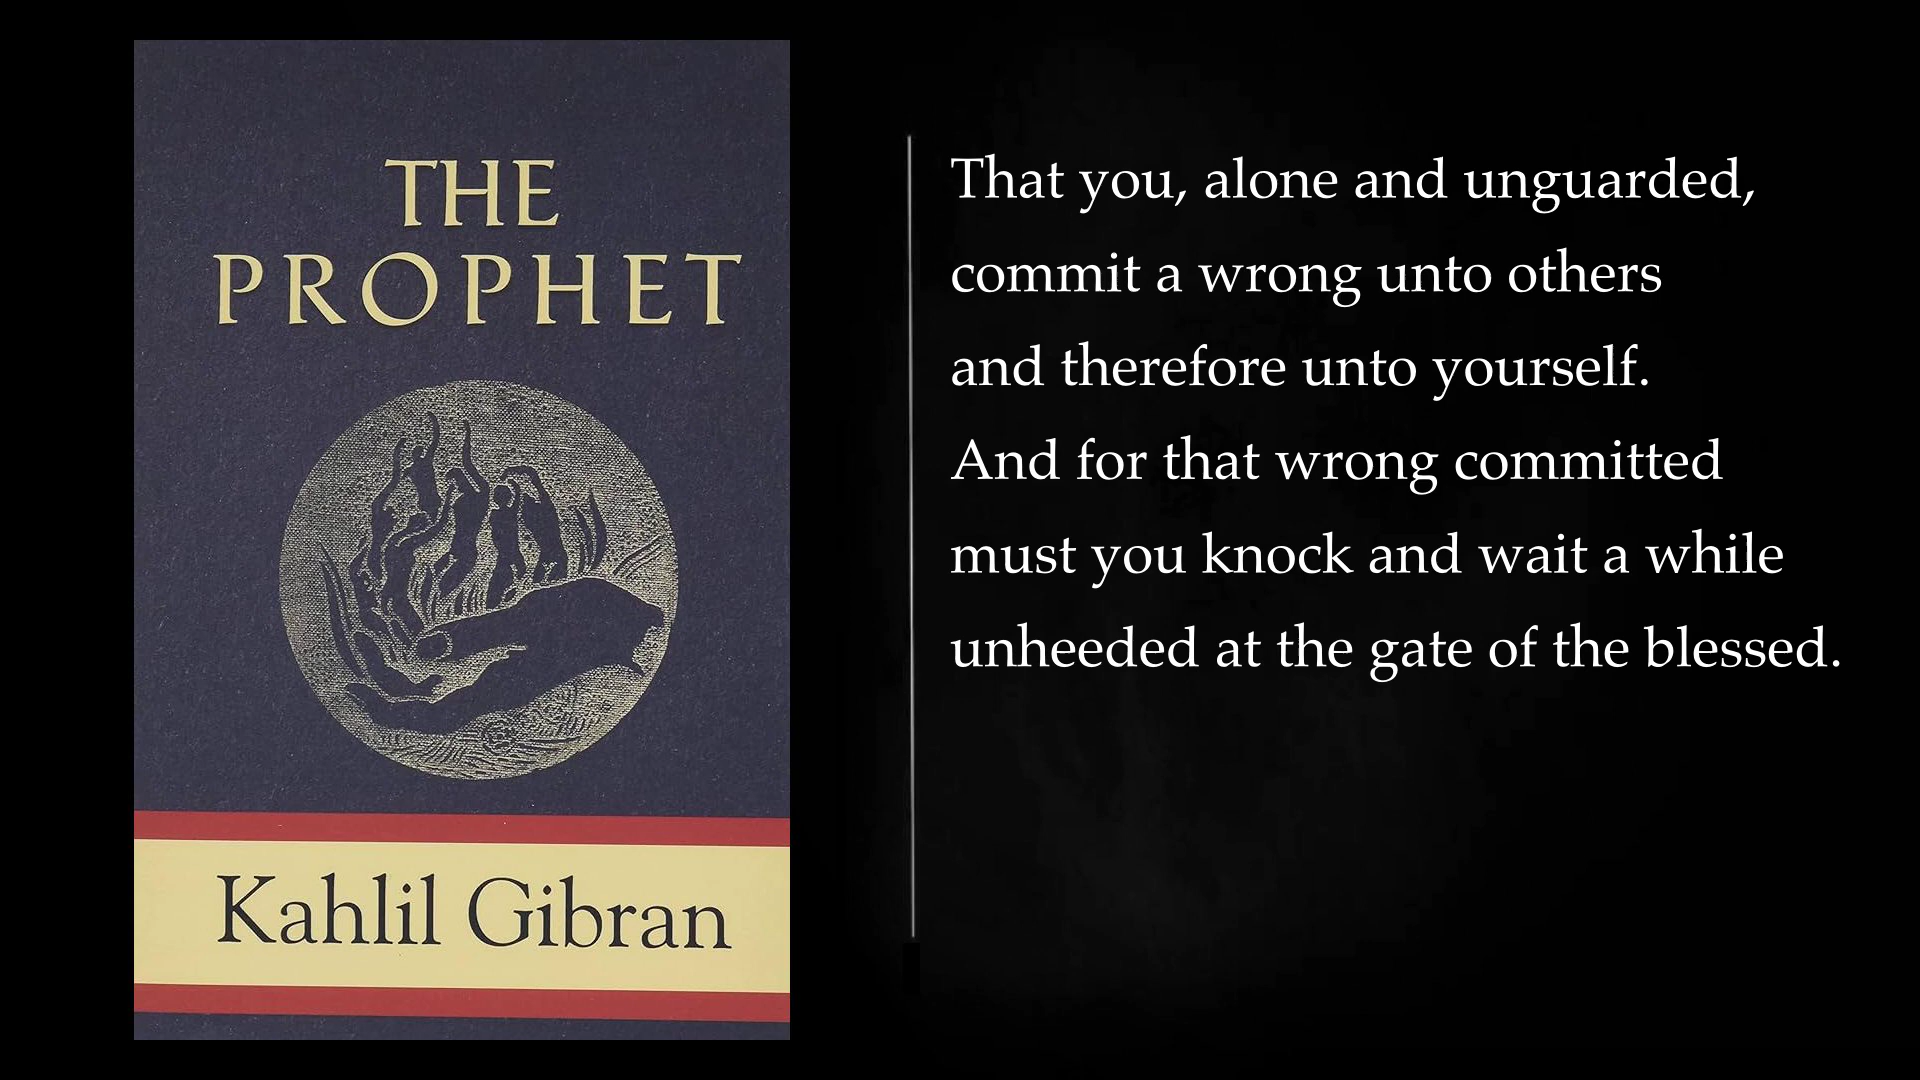 THE
PROPHET
Kahlil Gibran
That you, alone and unguarded,
commit a wrong unto others
and therefore unto yourself.
And for that wrong committed
must you knock and wait a while
unheeded at the gate of the blessed.